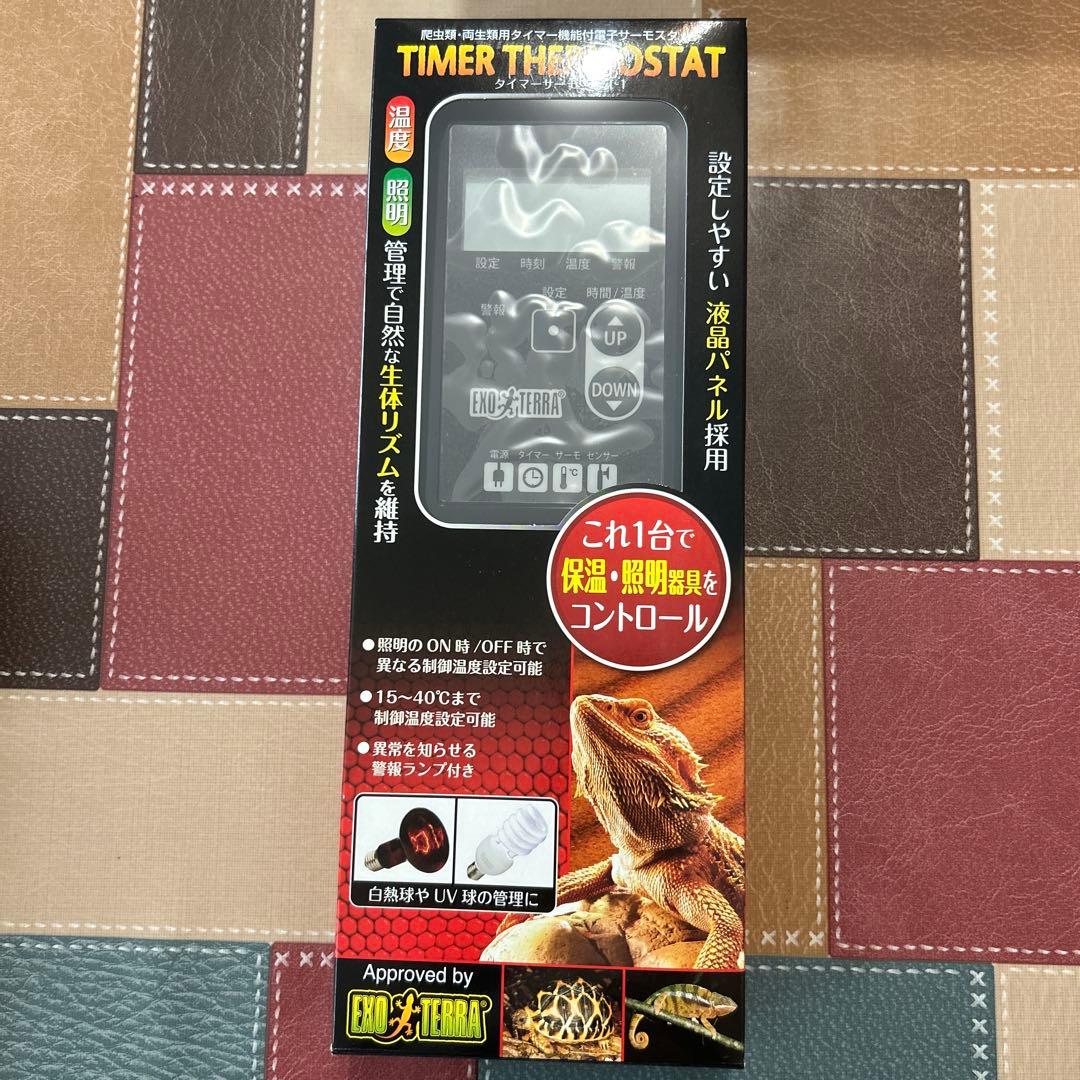 爬虫類・両生類用タイマー機能付電子サーモスタ
TIMER THERMOSTAT
タイマーサーモ
温度
照明
管理で自然な生体リズムを維持
設定しやすい液晶パネル採用
設定 時刻 温度 警報
設定 時間/温度
警報
UP
DOWN
EXO TERRA®
電源 タイマー サーモ センサー
℃
これ1台で
保温・照明器具を
コントロール
●照明のON時/OFF時で
異なる制御温度設定可能
●15～40℃まで
制御温度設定可能
●異常を知らせる
警報ランプ付き
白熱球やUV球の管理に
Approved by
EXO TERRA®